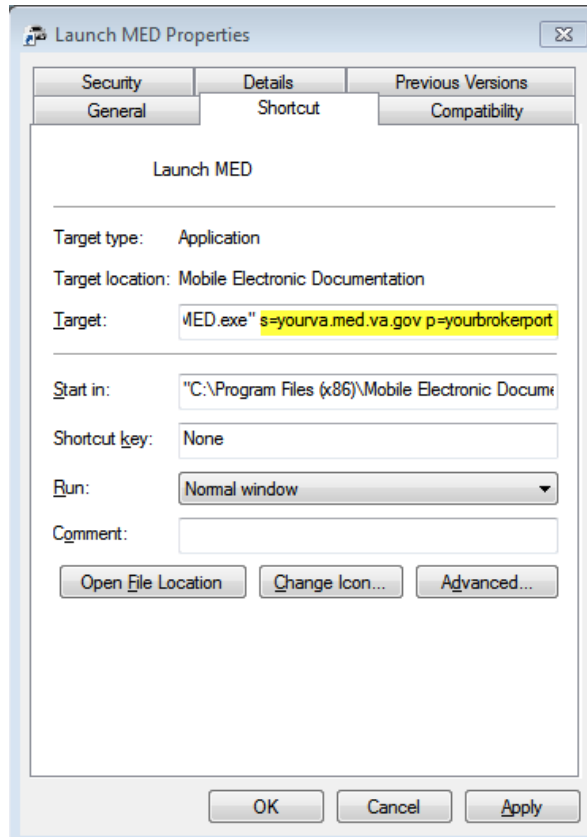 Launch MED Properties
Security Details Previous Versions
General Shortcut Compatibility
Launch MED
Target type: Application
Target location: Mobile Electronic Documentation
Target: MED.exe" s=yourva.med.va.gov p=yourbrokerport
Start in: "C:\Program Files (x86)\Mobile Electronic Docume
Shortcut key: None
Run: Normal window
Comment:
Open File Location Change Icon... Advanced...
OK Cancel Apply